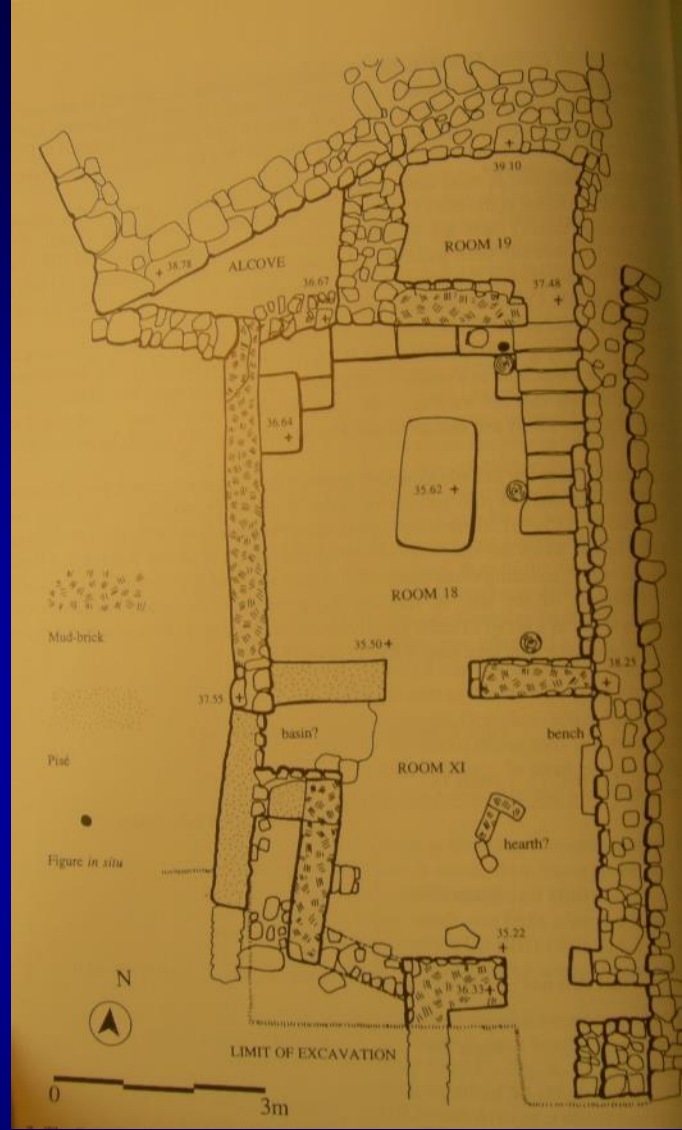 39.10
ROOM 19
38.78
ALCOVE
36.67
37.48
36.64
35.62
ROOM 18
Mud-brick
35.50
38.25
37.55
basin?
bench
Pisé
ROOM XI
hearth?
Figure in situ
35.22
N
36.33
LIMIT OF EXCAVATION
0
3m